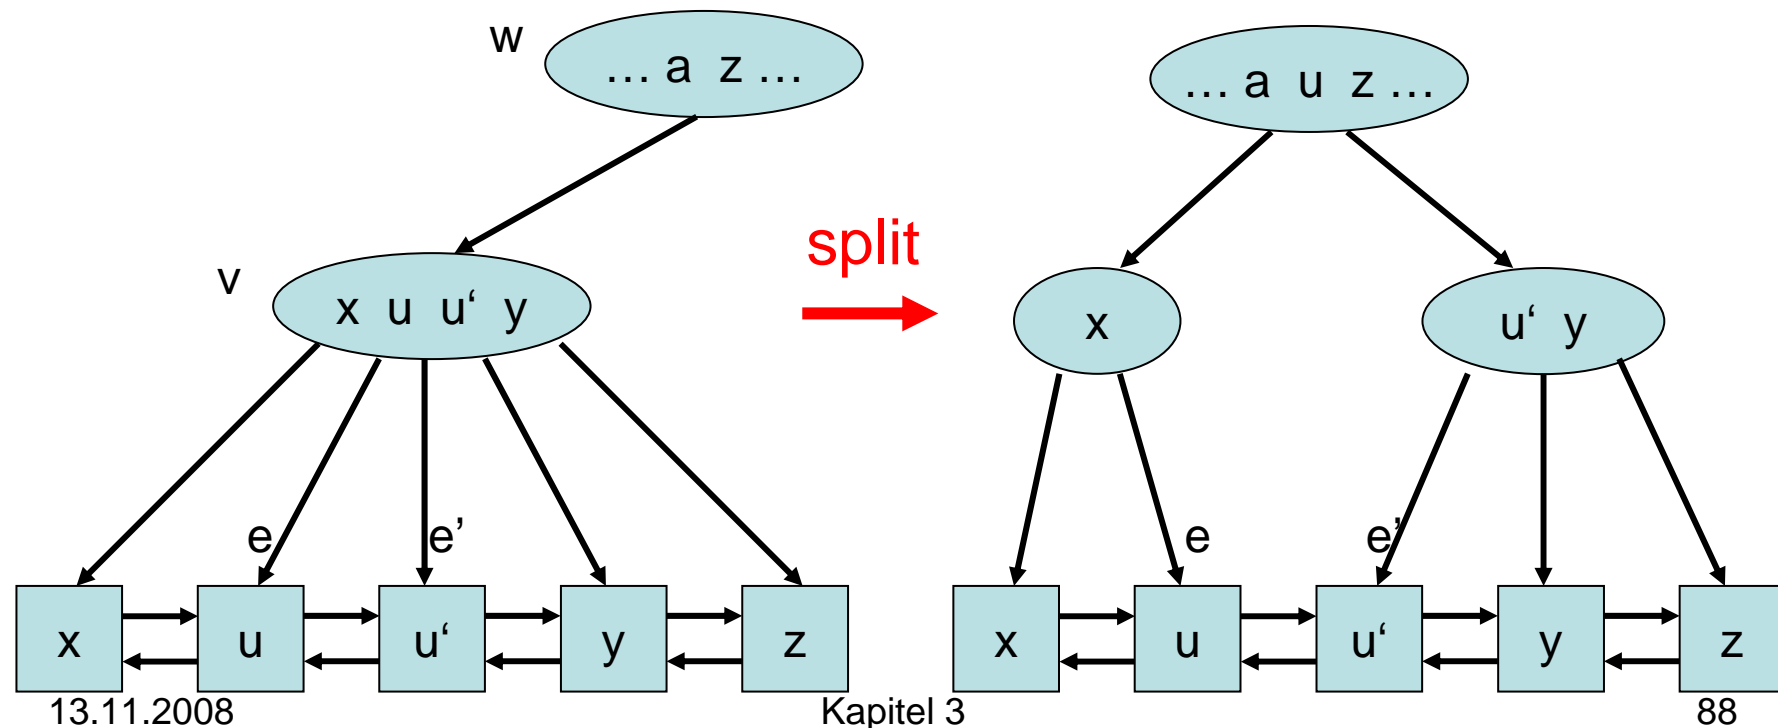 w
… a z …
… a u z …
split
v
x u u‘ y
x
u‘ y
e e’
e e’
x u u‘ y z
x u u‘ y z
13.11.2008 Kapitel 3 88